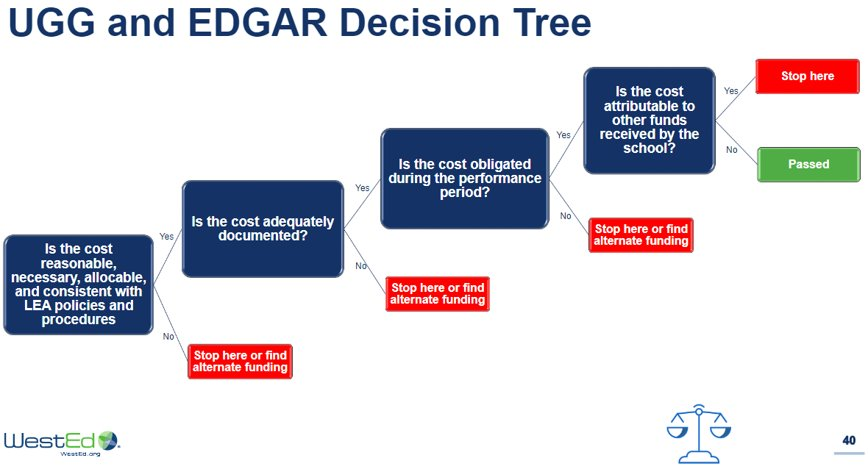 UGG and EDGAR Decision Tree
Is the cost
reasonable,
necessary, allocable,
and consistent with
LEA policies and
procedures
Yes
No
Stop here or find
alternate funding
Is the cost adequately
documented?
Yes
No
Stop here or find
alternate funding
Is the cost obligated
during the performance
period?
Yes
No
Stop here or find
alternate funding
Is the cost
attributable to
other funds
received by the
school?
Yes
Stop here
No
Passed
WestEd
WestEd.org
40